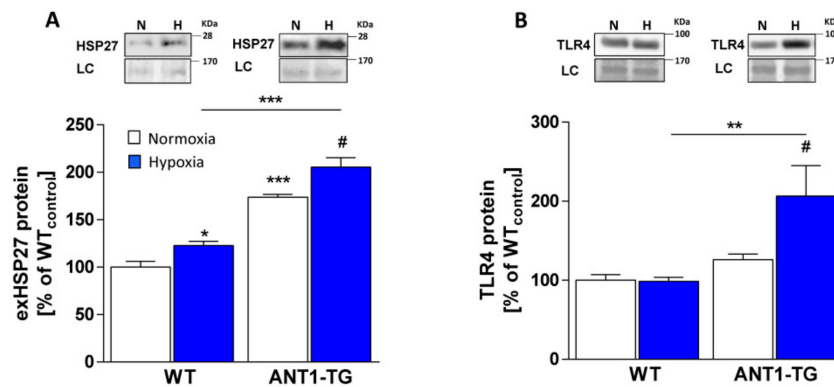 A
N H N H KDa
KDa
HSP27 28 HSP27 28
LC 170 LC 170
***
250
200
150
100
50
0
exHSP27 protein
[% of WTcontrol]
Normoxia
Hypoxia
#
***
*
WT ANT1-TG
B
N H KDa N H KDa
TLR4 100 TLR4 100
LC 170 LC 170
**
300
200
100
0
TLR4 protein
[% of WTcontrol]
#
WT ANT1-TG